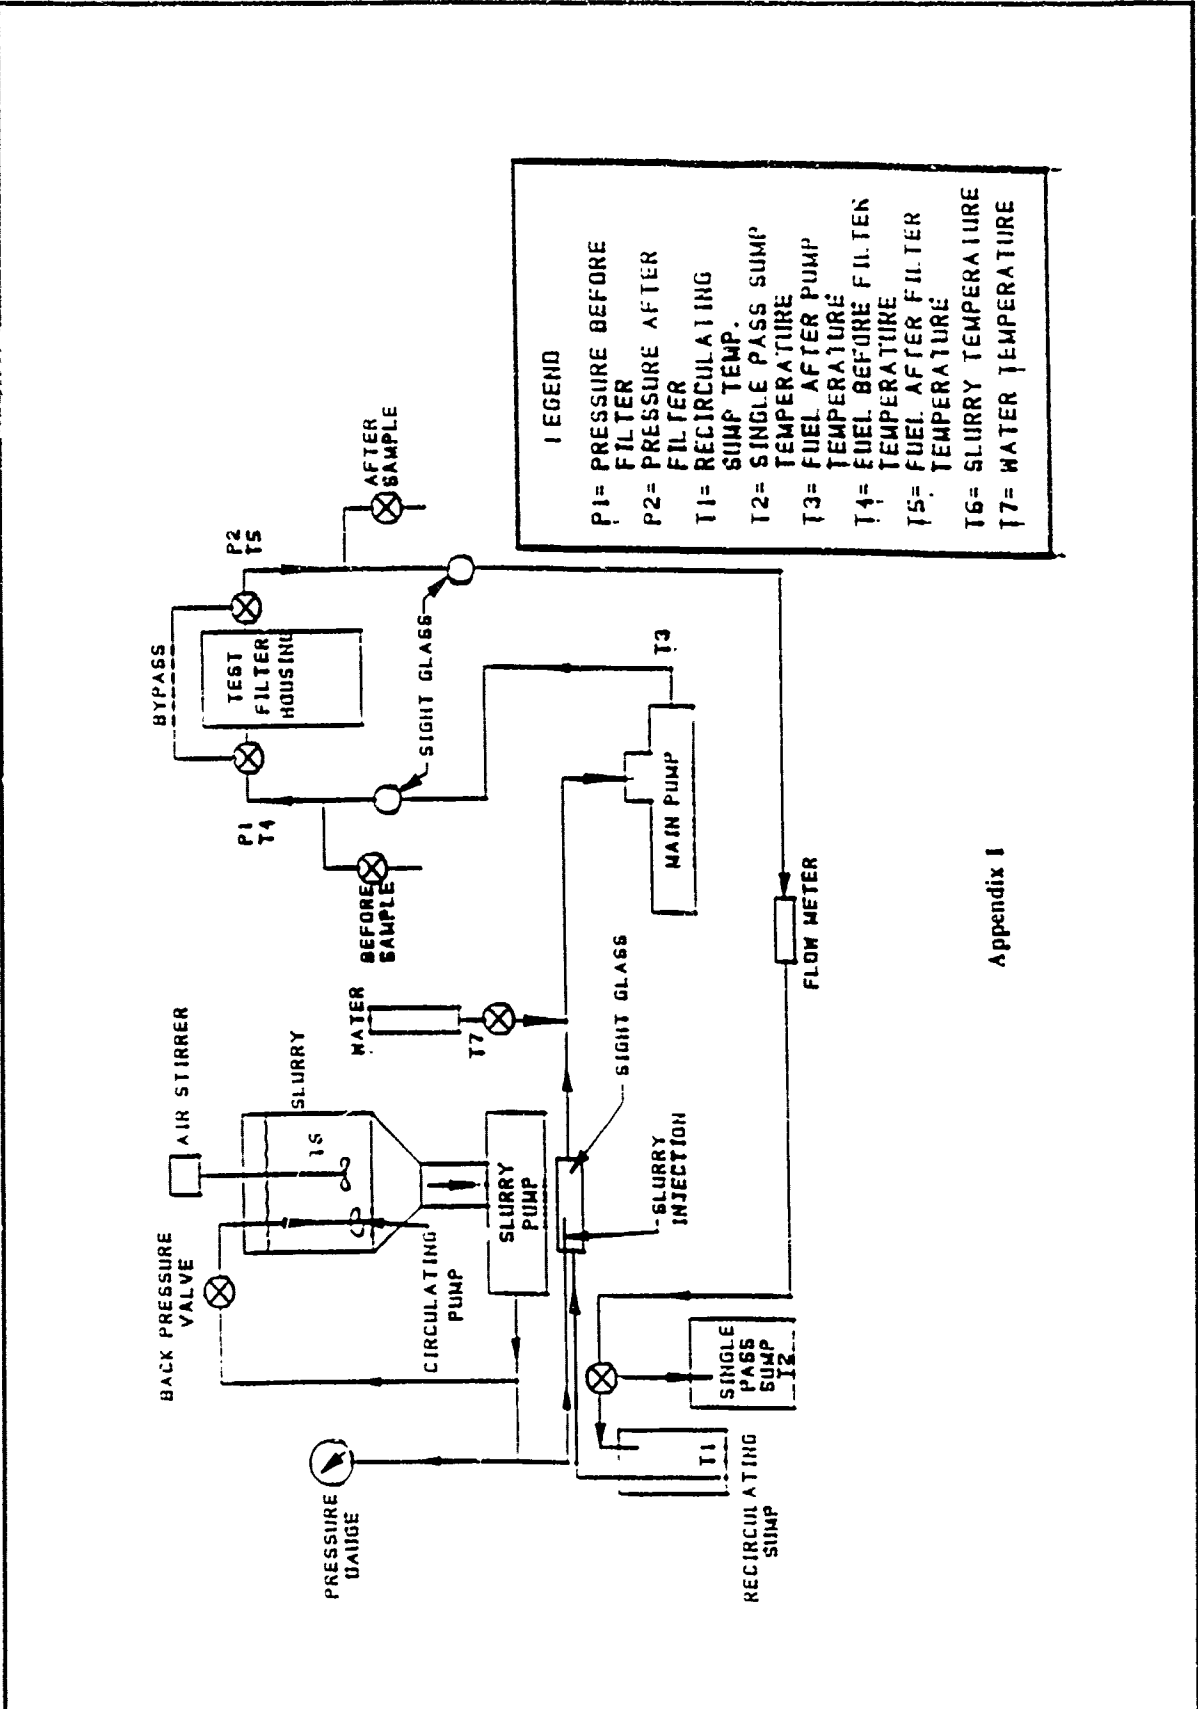 AIR STIRRER
BACK PRESSURE
VALVE
SLURRY
T6
CIRCULATING
PUMP
PRESSURE
GAUGE
SLURRY
PUMP
WATER
T7
SLURRY
INJECTION
SIGHT GLASS
BYPASS
TEST
FILTER
HOUSING
P1
T4
P2
T5
BEFORE
SAMPLE
AFTER
SAMPLE
SIGHT GLASS
T3
MAIN PUMP
FLOW METER
SINGLE
PASS
SUMP
T2
T1
RECIRCULATING
SUMP
LEGEND
P1= PRESSURE BEFORE
FILTER
P2= PRESSURE AFTER
FILTER
T1= RECIRCULATING
SUMP TEMP.
T2= SINGLE PASS SUMP
TEMPERATURE
T3= FUEL AFTER PUMP
TEMPERATURE
T4= FUEL BEFORE FILTER
TEMPERATURE
T5= FUEL AFTER FILTER
TEMPERATURE
T6= SLURRY TEMPERATURE
T7= WATER TEMPERATURE
Appendix 1